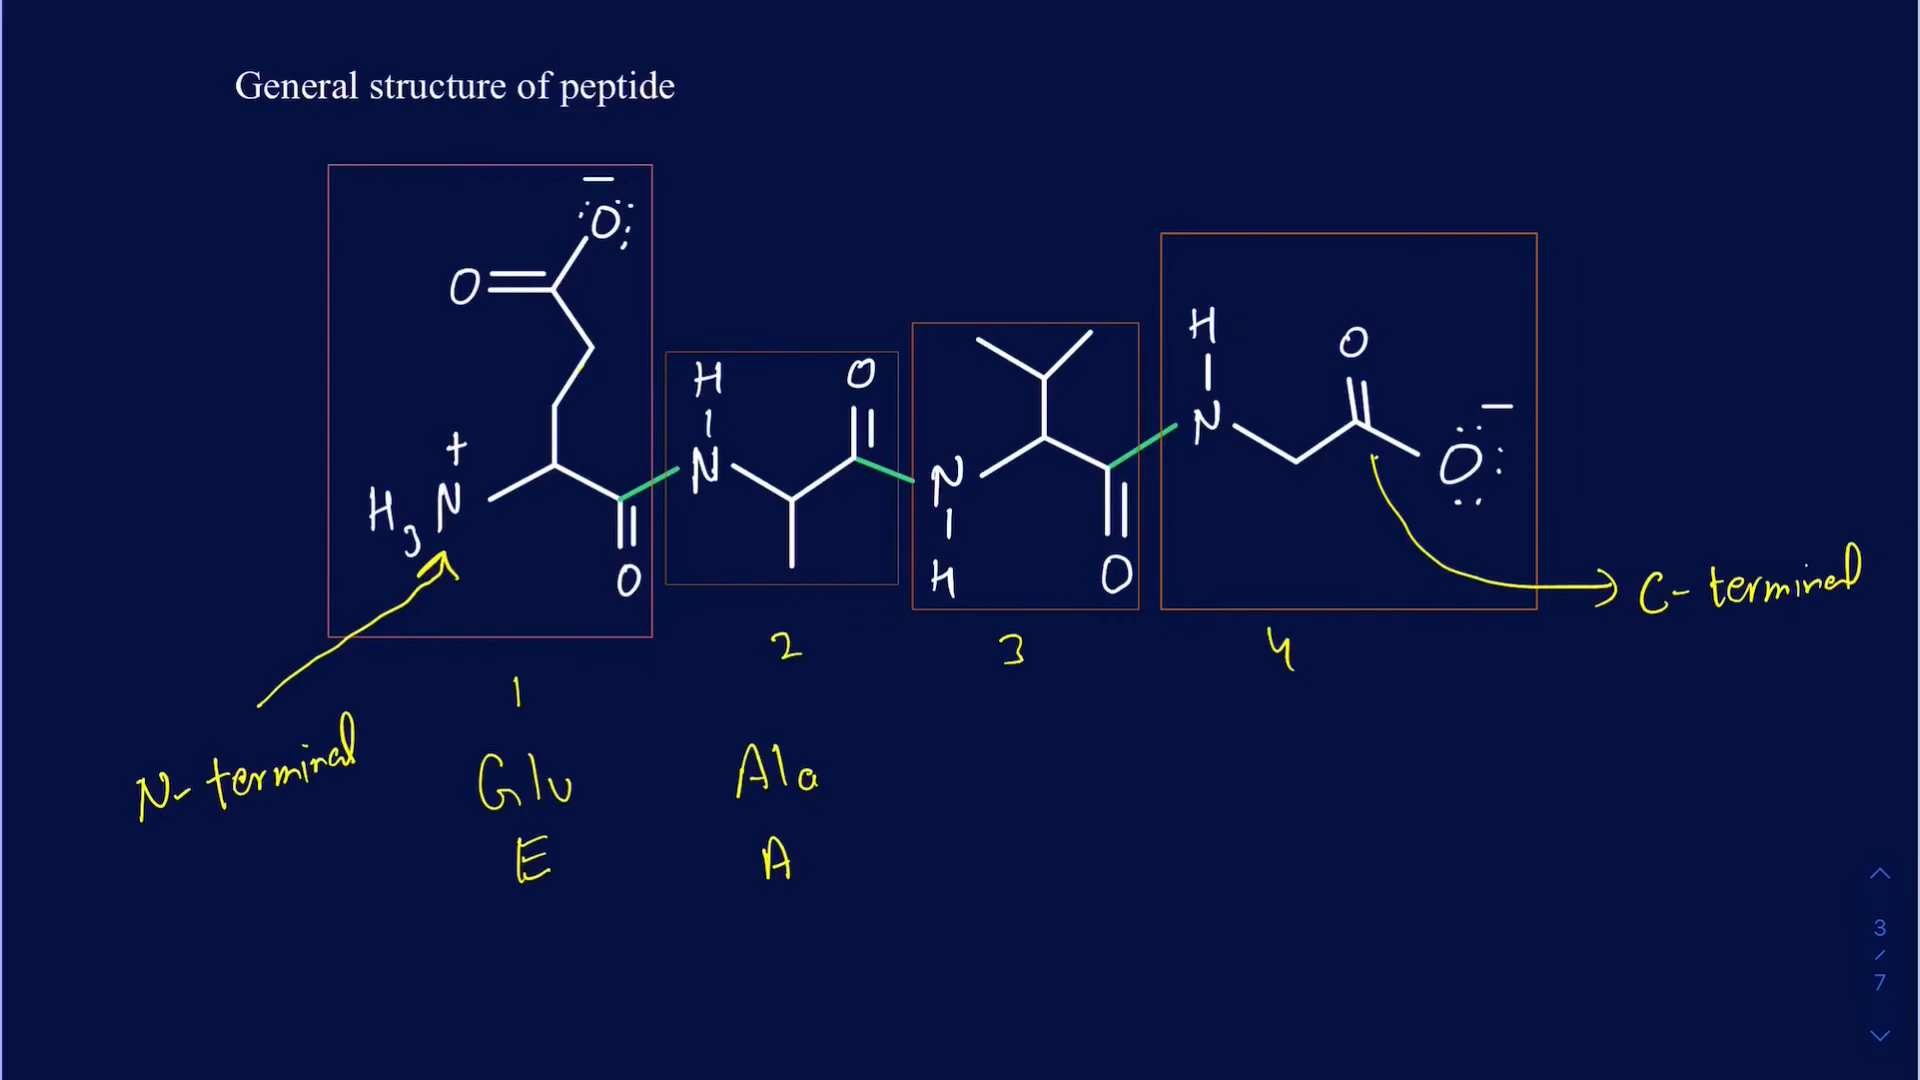 General structure of peptide
O
O
H
O
H
N
O
O
H
N
N
O
+
H3N
O
H
O
C- terminal
2
3
4
1
N- terminal
Glu
Ala
E
A
3
/
7